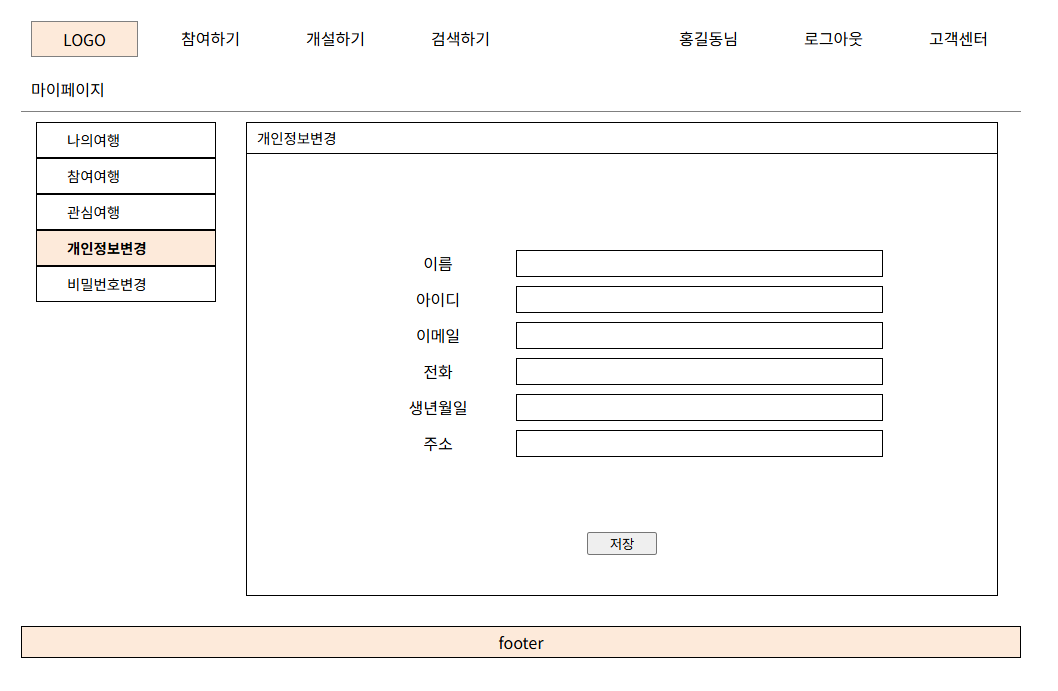 LOGO 참여하기 개설하기 검색하기 홍길동님 로그아웃 고객센터
마이페이지
나의여행
참여여행
관심여행
개인정보변경
비밀번호변경
개인정보변경
이름
아이디
이메일
전화
생년월일
주소
저장
footer